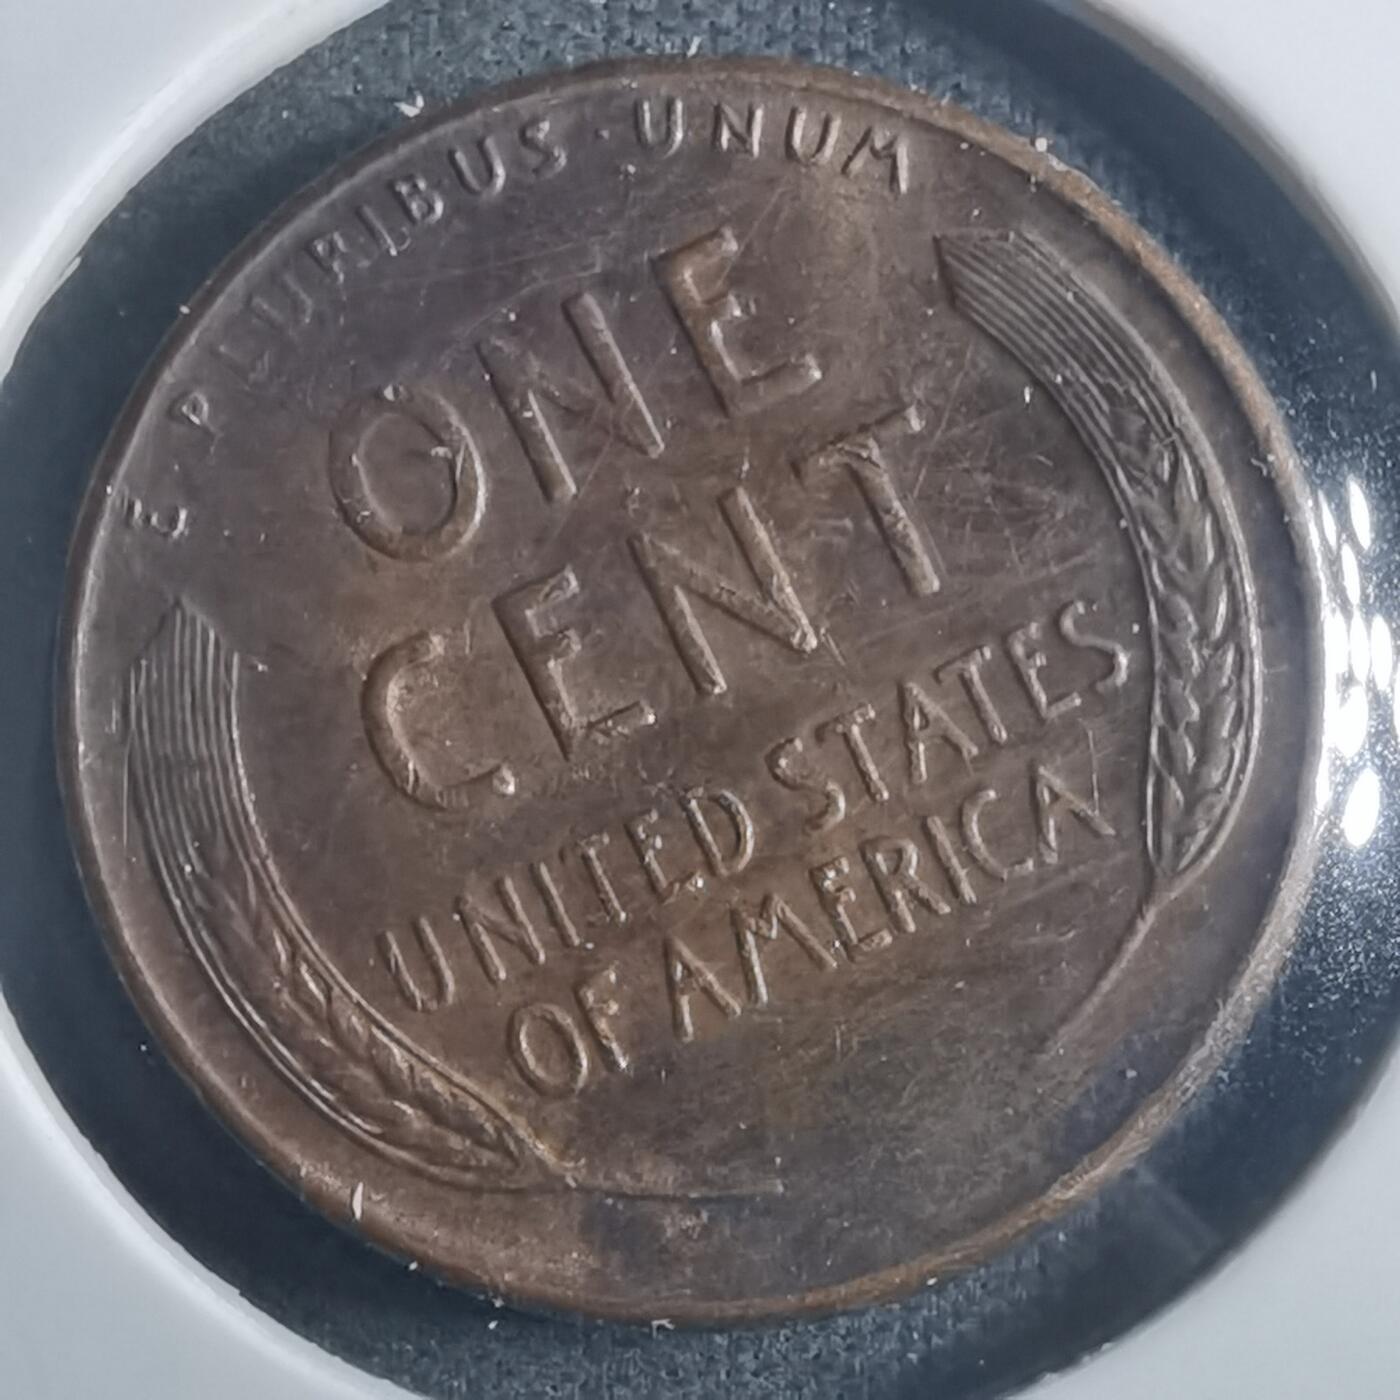 E · PLURIBUS · UNUM
ONE
CENT
UNITED STATES
OF AMERICA